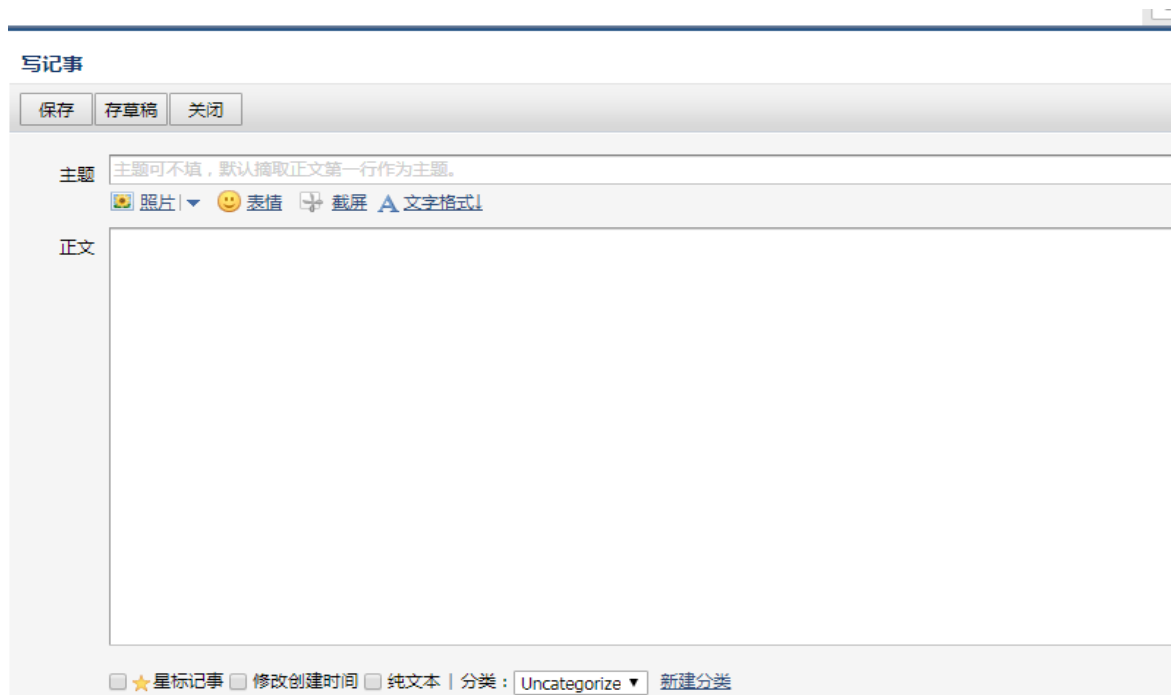 写记事
保存 存草稿 关闭
主题 主题可不填，默认摘取正文第一行作为主题。
照片 表情 截屏 A 文字格式↓
正文
星标记事 修改创建时间 纯文本 | 分类： Uncategorize 新建分类